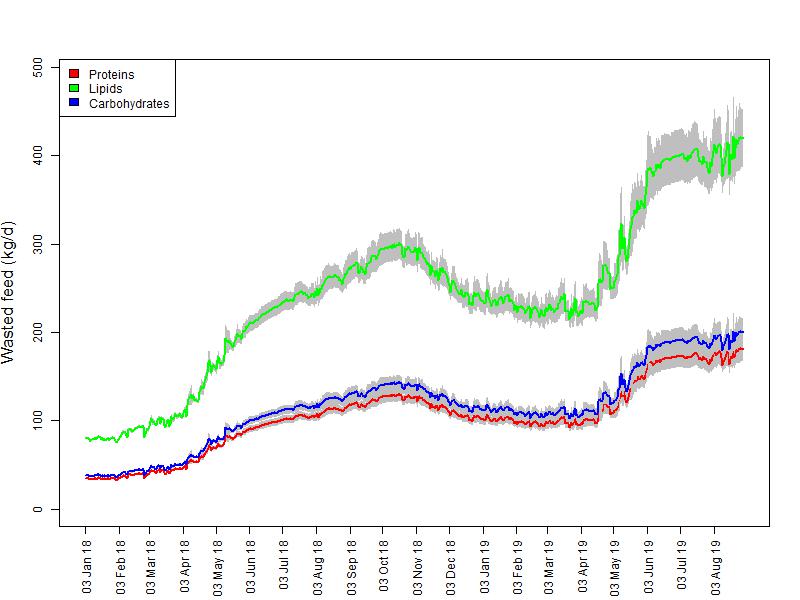 500
Proteins
Lipids
Carbohydrates
400
300
200
100
0
Wasted feed (kg/d)
03 Jan 18
03 Feb 18
03 Mar 18
03 Apr 18
03 May 18
03 Jun 18
03 Jul 18
03 Aug 18
03 Sep 18
03 Oct 18
03 Nov 18
03 Dec 18
03 Jan 19
03 Feb 19
03 Mar 19
03 Apr 19
03 May 19
03 Jun 19
03 Jul 19
03 Aug 19